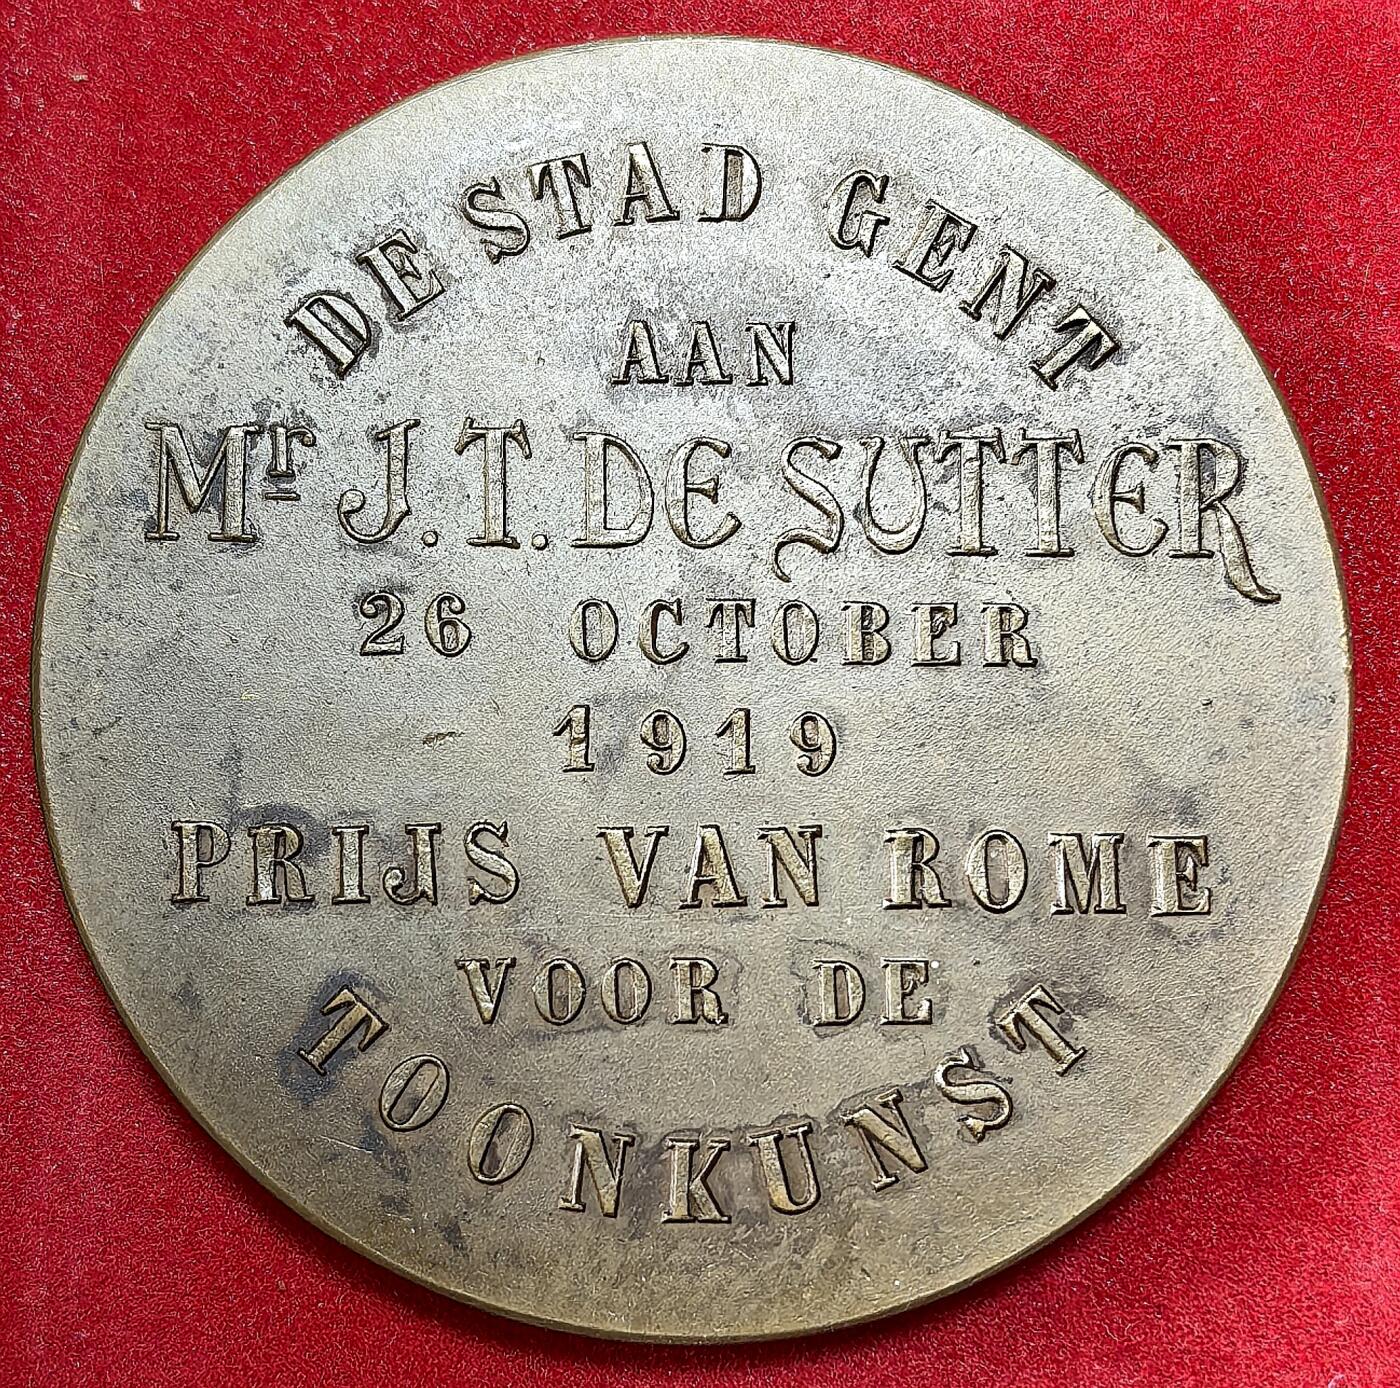 DE STAD GENT
AAN
Mr J. T. DE SUTTER
26 OCTOBER
1919
PRIJS VAN ROME
VOOR DE
TOONKUNST